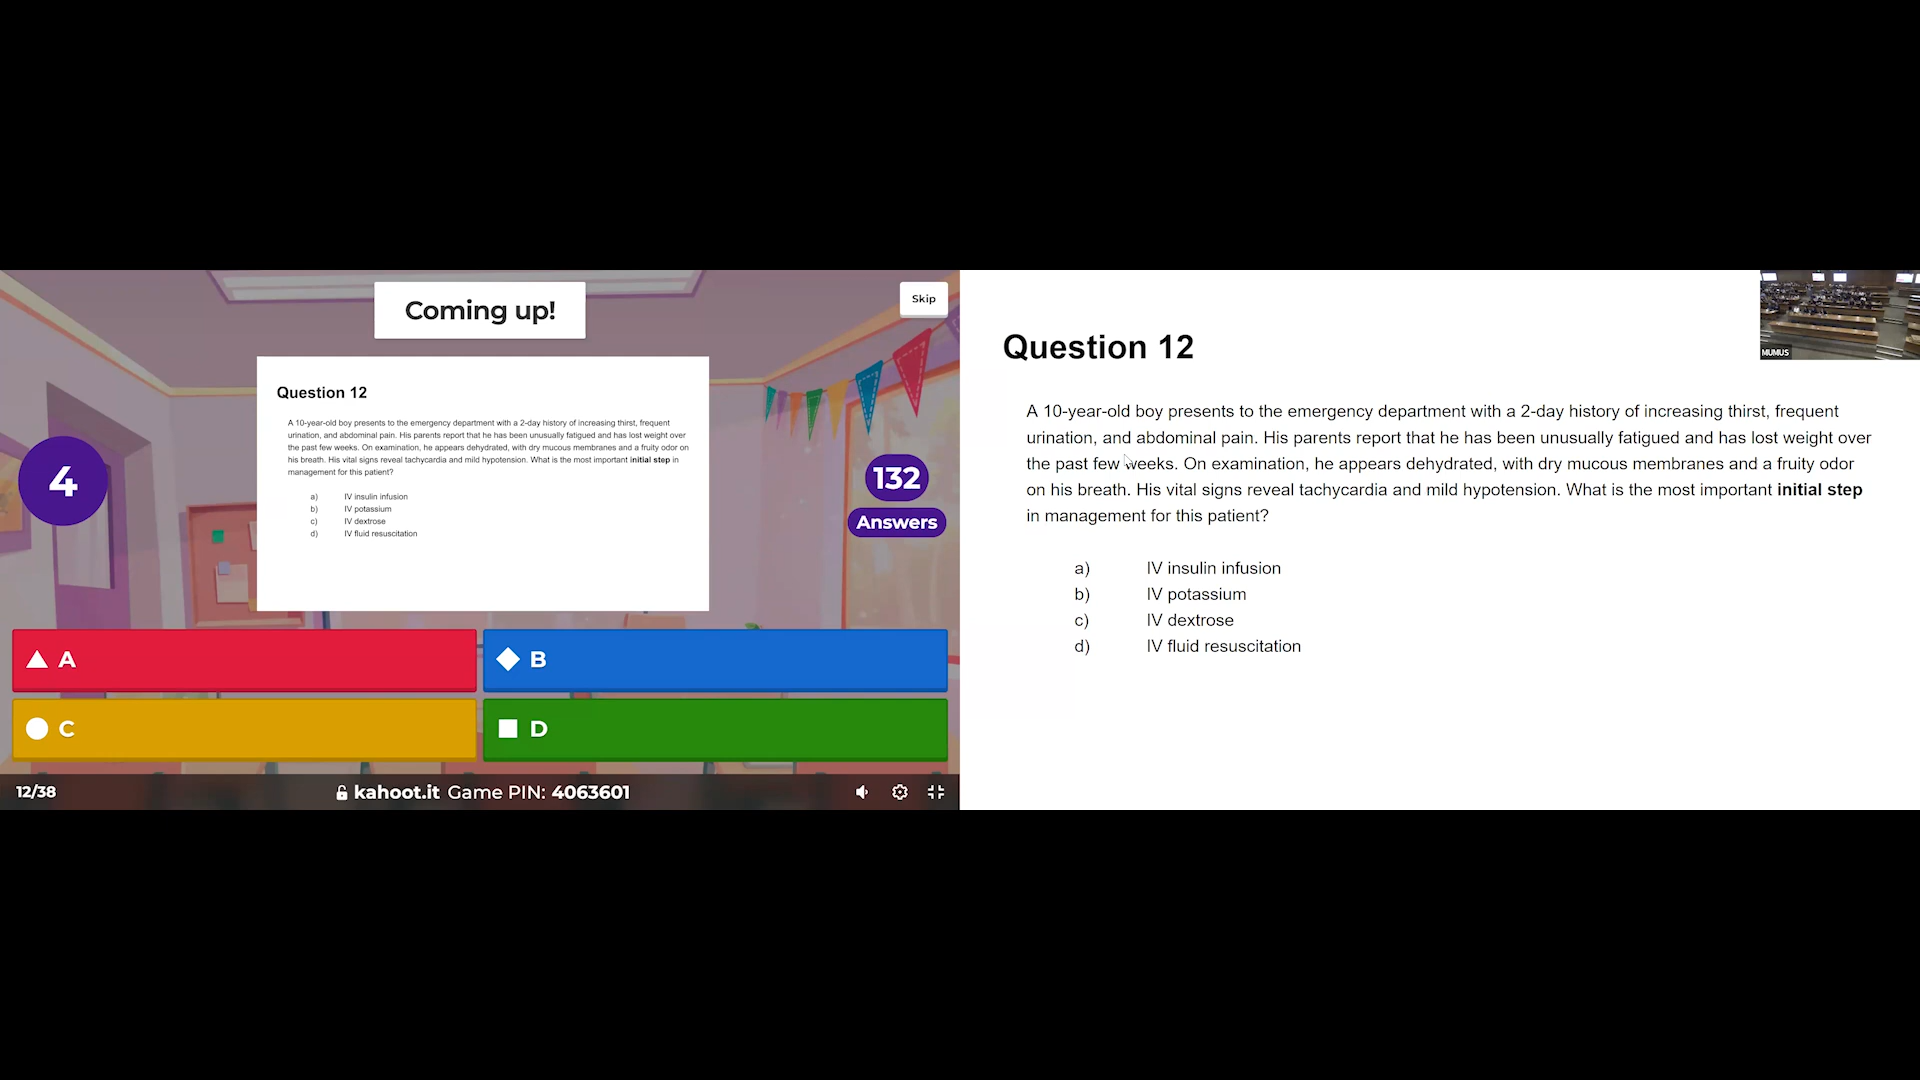 Coming up!
Skip
Question 12
A 10-year-old boy presents to the emergency department with a 2-day history of increasing thirst, frequent
urination, and abdominal pain. His parents report that he has been unusually fatigued and has lost weight over
the past few weeks. On examination, he appears dehydrated, with dry mucous membranes and a fruity odor on
his breath. His vital signs reveal tachycardia and mild hypotension. What is the most important initial step in
management for this patient?
a) IV insulin infusion
b) IV potassium
c) IV dextrose
d) IV fluid resuscitation
4
132
Answers
A
B
C
D
12/38
kahoot.it Game PIN: 4063601
Question 12
A 10-year-old boy presents to the emergency department with a 2-day history of increasing thirst, frequent
urination, and abdominal pain. His parents report that he has been unusually fatigued and has lost weight over
the past few weeks. On examination, he appears dehydrated, with dry mucous membranes and a fruity odor
on his breath. His vital signs reveal tachycardia and mild hypotension. What is the most important initial step
in management for this patient?
a) IV insulin infusion
b) IV potassium
c) IV dextrose
d) IV fluid resuscitation
MUMUS